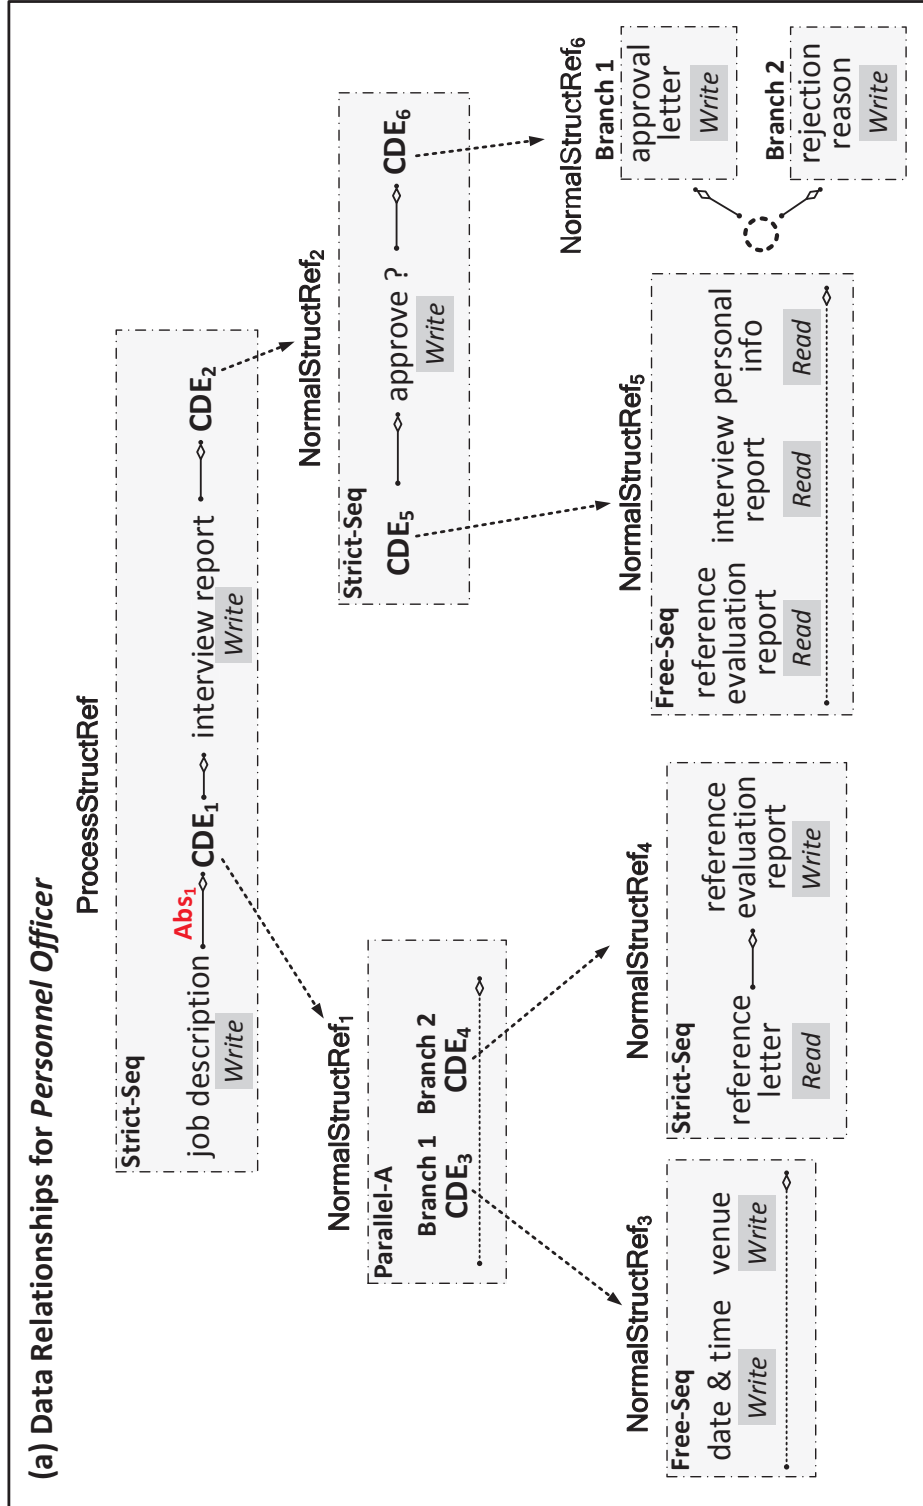 (a) Data Relationships for Personnel Officer
ProcessStructRef
Strict-Seq
job description
Write
Abs1
CDE1
interview report
Write
CDE2
NormalStructRef1
Parallel-A
Branch 1
CDE3
Branch 2
CDE4
NormalStructRef2
Strict-Seq
CDE5
approve ?
Write
CDE6
NormalStructRef3
Free-Seq
date & time
Write
venue
Write
NormalStructRef4
Strict-Seq
reference
letter
Read
reference
evaluation
report
Write
NormalStructRef5
Free-Seq
reference
evaluation
report
Read
interview
report
Read
personal
info
Read
NormalStructRef6
Branch 1
approval
letter
Write
Branch 2
rejection
reason
Write